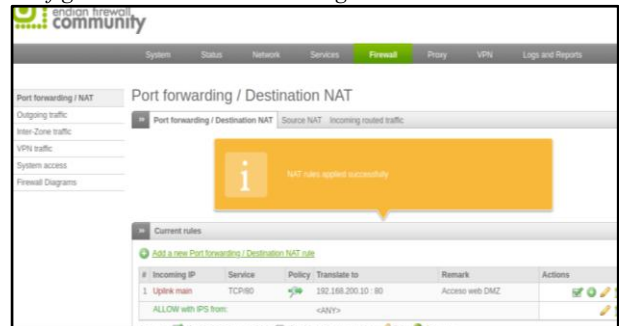 endian firewall
community
System Status Network Services Firewall Proxy VPN Logs and Reports
Port forwarding / NAT
Outgoing traffic
Inter-Zone traffic
VPN traffic
System access
Firewall Diagrams
Port forwarding / Destination NAT
» Port forwarding / Destination NAT Source NAT Incoming routed traffic
i NAT rules applied successfully
» Current rules
Add a new Port forwarding / Destination NAT rule
# Incoming IP Service Policy Translate to Remark Actions
1 Uplink main TCP/80 192.168.200.10 : 80 Acceso web DMZ
ALLOW with IPS from: <ANY>